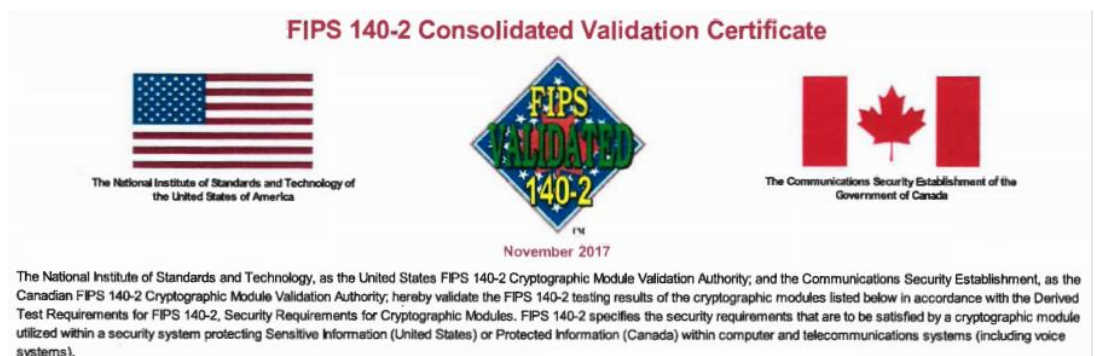 FIPS 140-2 Consolidated Validation Certificate
FIPS
VALIDATED
140-2
TM
The National Institute of Standards and Technology of
the United States of America
The Communications Security Establishment of the
Government of Canada
November 2017
The National Institute of Standards and Technology, as the United States FIPS 140-2 Cryptographic Module Validation Authority; and the Communications Security Establishment, as the
Canadian FIPS 140-2 Cryptographic Module Validation Authority; hereby validate the FIPS 140-2 testing results of the cryptographic modules listed below in accordance with the Derived
Test Requirements for FIPS 140-2, Security Requirements for Cryptographic Modules. FIPS 140-2 specifies the security requirements that are to be satisfied by a cryptographic module
utilized within a security system protecting Sensitive Information (United States) or Protected Information (Canada) within computer and telecommunications systems (including voice
systems).